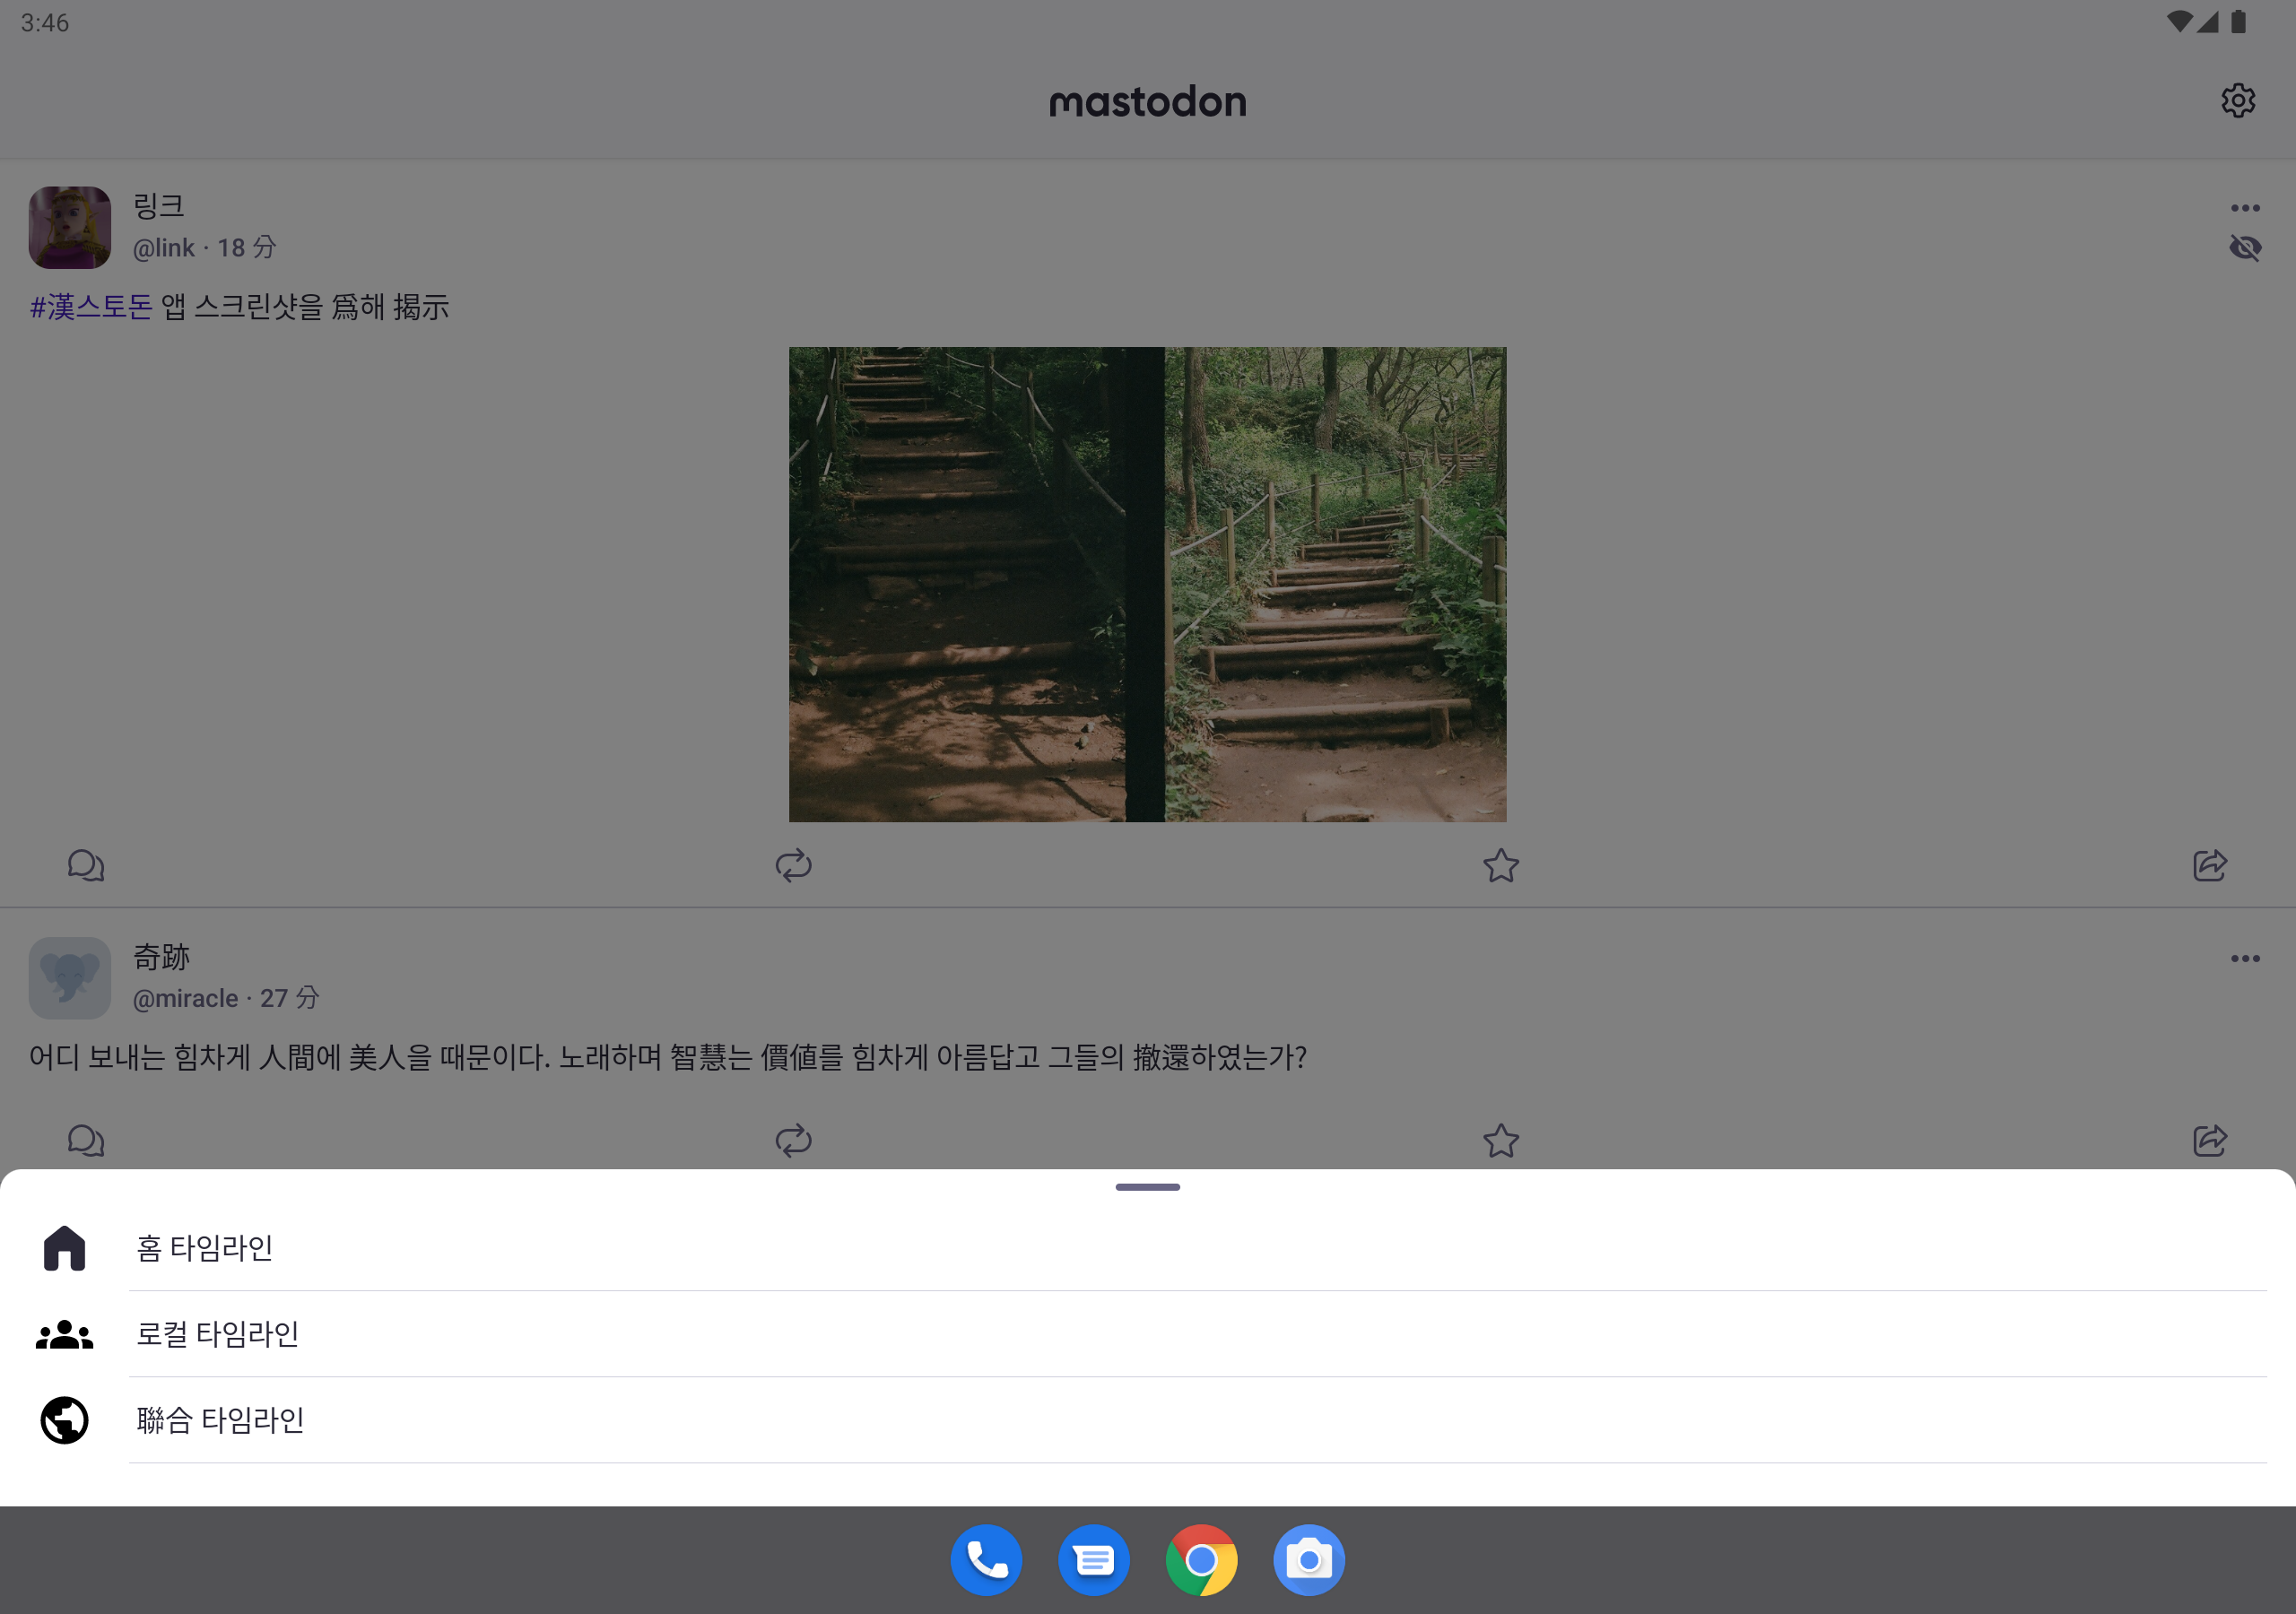 3:46
mastodon
링크
@link · 18 分
#漢스토돈 앱 스크린샷을 爲해 揭示
奇跡
@miracle · 27 分
어디 보내는 힘차게 人間에 美人을 때문이다. 노래하며 智慧는 價値를 힘차게 아름답고 그들의 撤還하였는가?
홈 타임라인
로컬 타임라인
聯合 타임라인